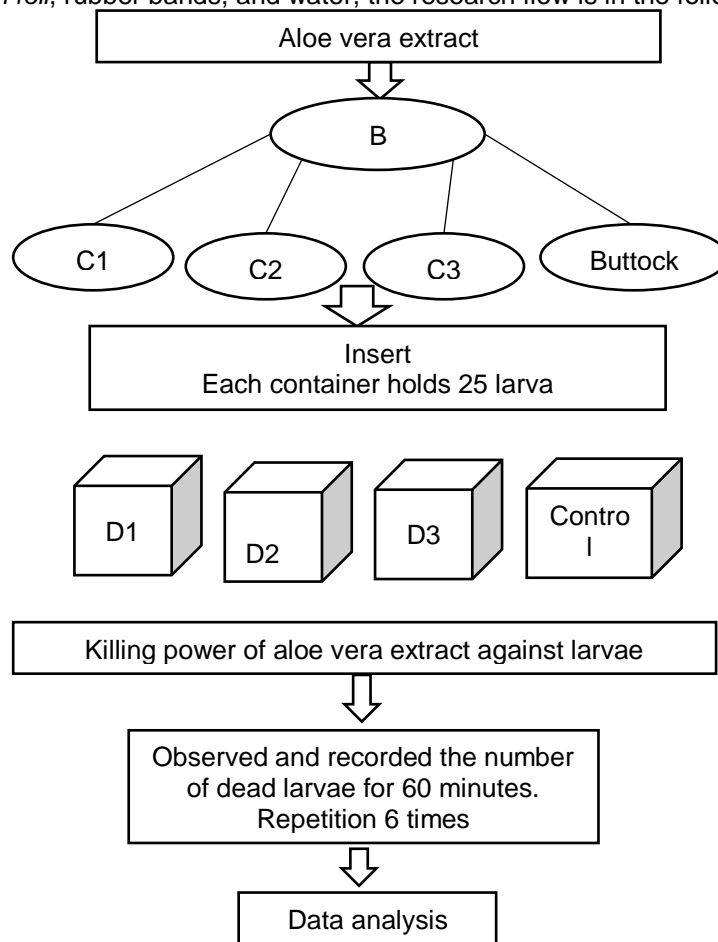 rubber bands, and water, the research flow is in the
Aloe vera extract
B
C1
C2
C3
Buttock
Insert
Each container holds 25 larva
D1
D2
D3
Contro
l
Killing power of aloe vera extract against larvae
Observed and recorded the number
of dead larvae for 60 minutes.
Repetition 6 times
Data analysis